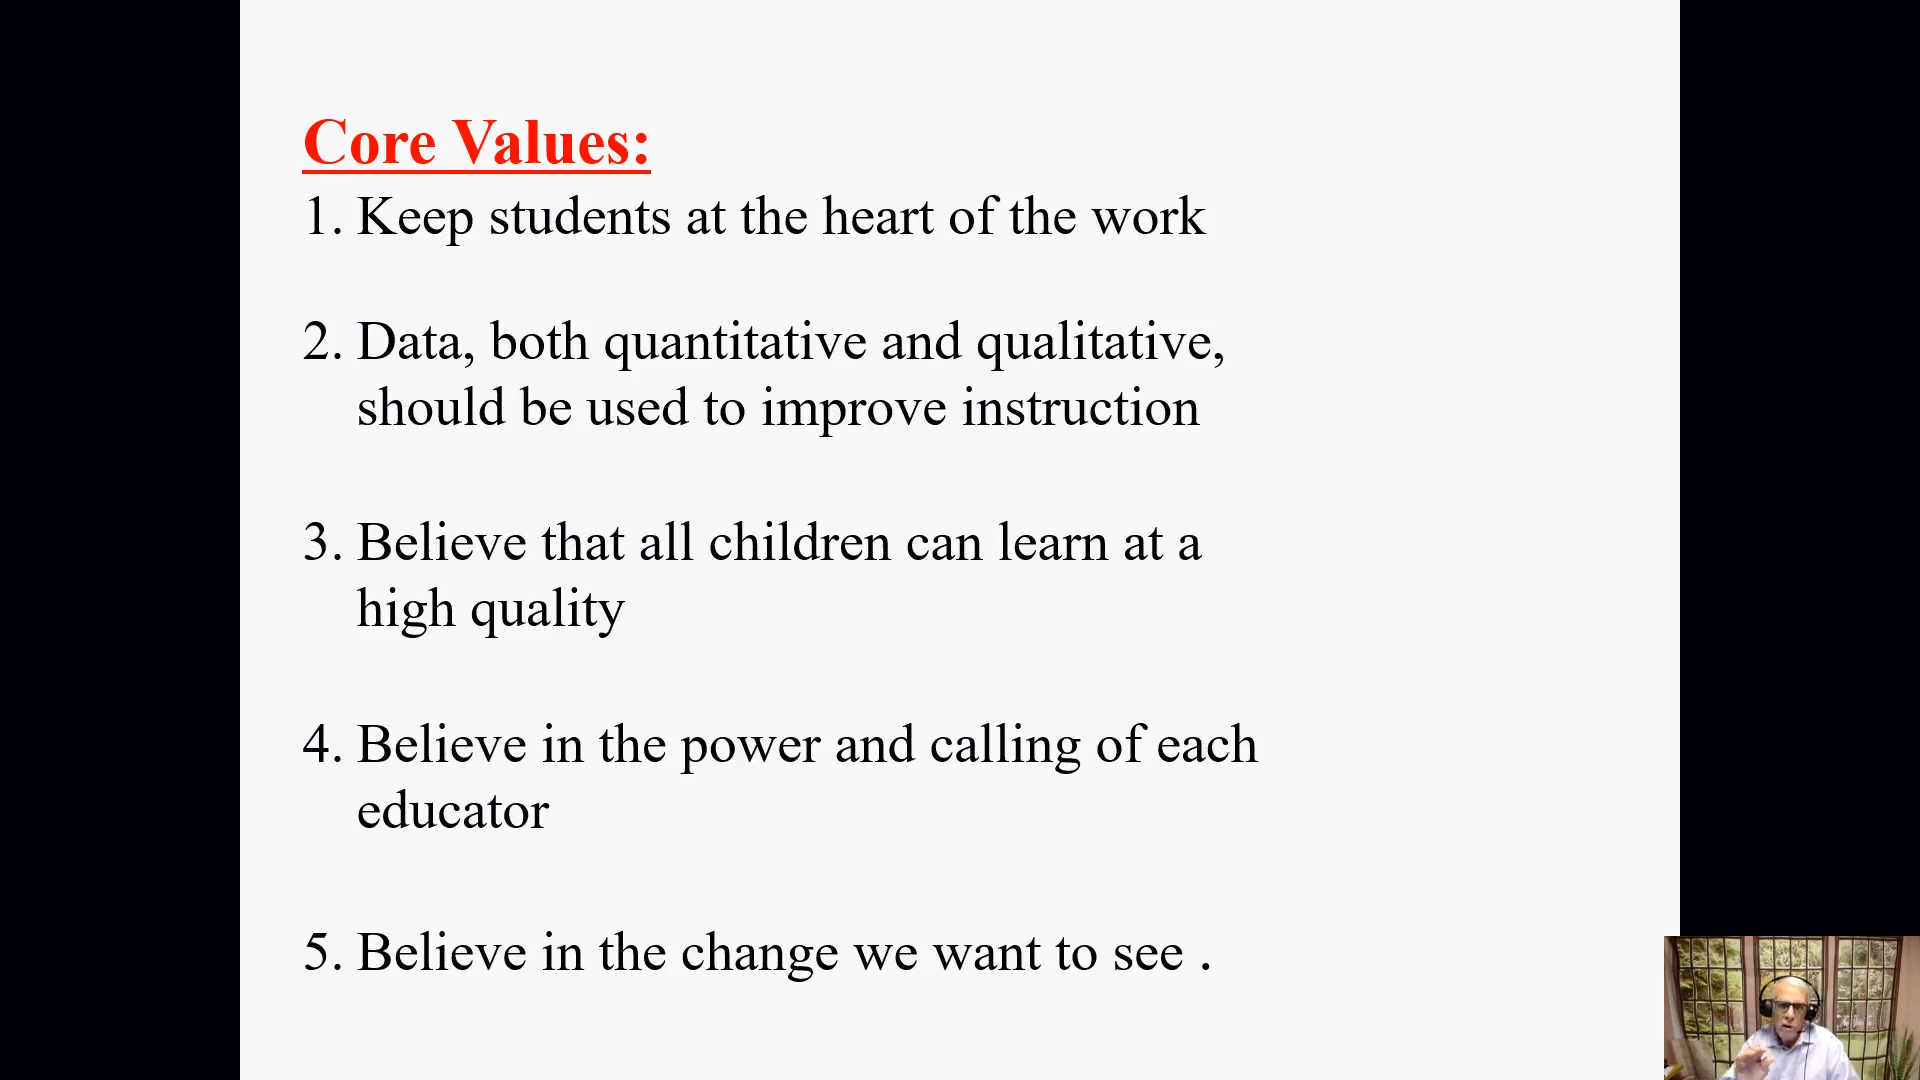 Core Values:
1. Keep students at the heart of the work
2. Data, both quantitative and qualitative,
should be used to improve instruction
3. Believe that all children can learn at a
high quality
4. Believe in the power and calling of each
educator
5. Believe in the change we want to see .